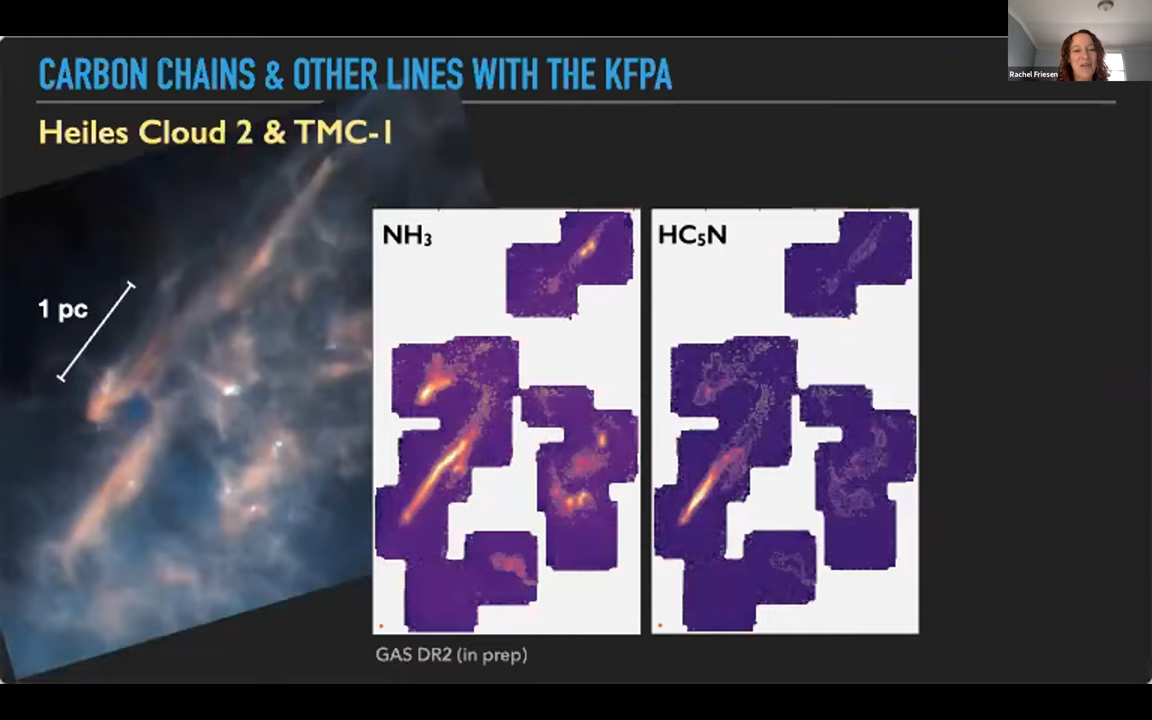 CARBON CHAINS & OTHER LINES WITH THE KFPA
Rachel Friesen
Heiles Cloud 2 & TMC-1
NH₃
HC₅N
1 pc
GAS DR2 (in prep)